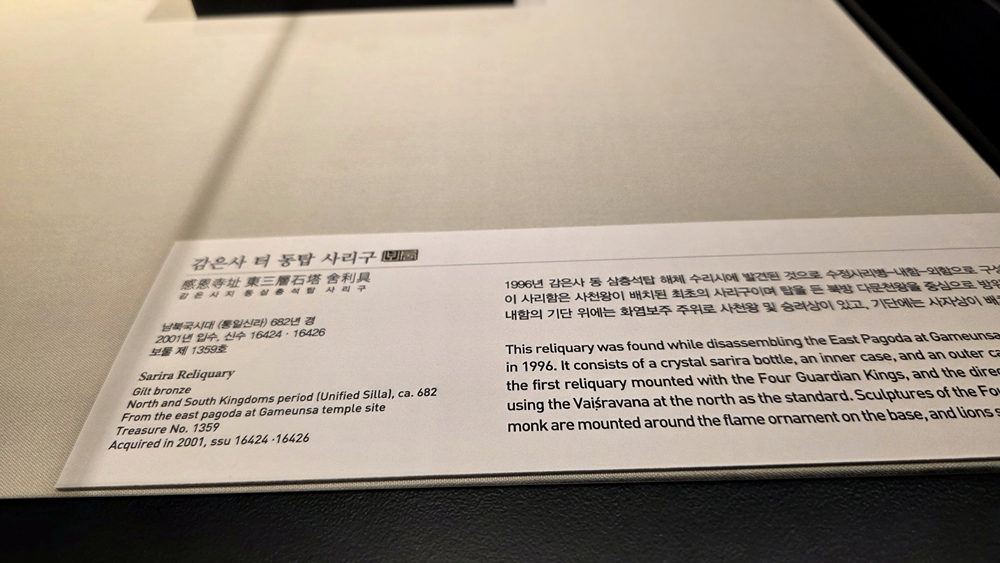 감은사 터 동탑 사리구 보물
感恩寺址 東三層石塔 舍利具
감은사지 동삼층석탑 사리구
남북국시대 (통일신라) 682년 경
2001년 입수, 신수 16424 · 16426
보물 제 1359호
Sarira Reliquary
Gilt bronze
North and South Kingdoms period (Unified Silla), ca. 682
From the east pagoda at Gameunsa temple site
Treasure No. 1359
Acquired in 2001, ssu 16424 ·16426
1996년 감은사 동 삼층석탑 해체 수리시에 발견된 것으로 수정사리병-내함-외함으로
이 사리함은 사천왕이 배치된 최초의 사리구이며 탑을 든 북방 다문천왕을 중심으로
내함의 기단 위에는 화염보주 주위로 사천왕 및 승려상이 있고, 기단에는 사자상이
This reliquary was found while disassembling the East Pagoda at Gameunsa
in 1996. It consists of a crystal sarira bottle, an inner case, and an outer
the first reliquary mounted with the Four Guardian Kings, and the
using the Vaiśravana at the north as the standard. Sculptures of the
monk are mounted around the flame ornament on the base, and lions